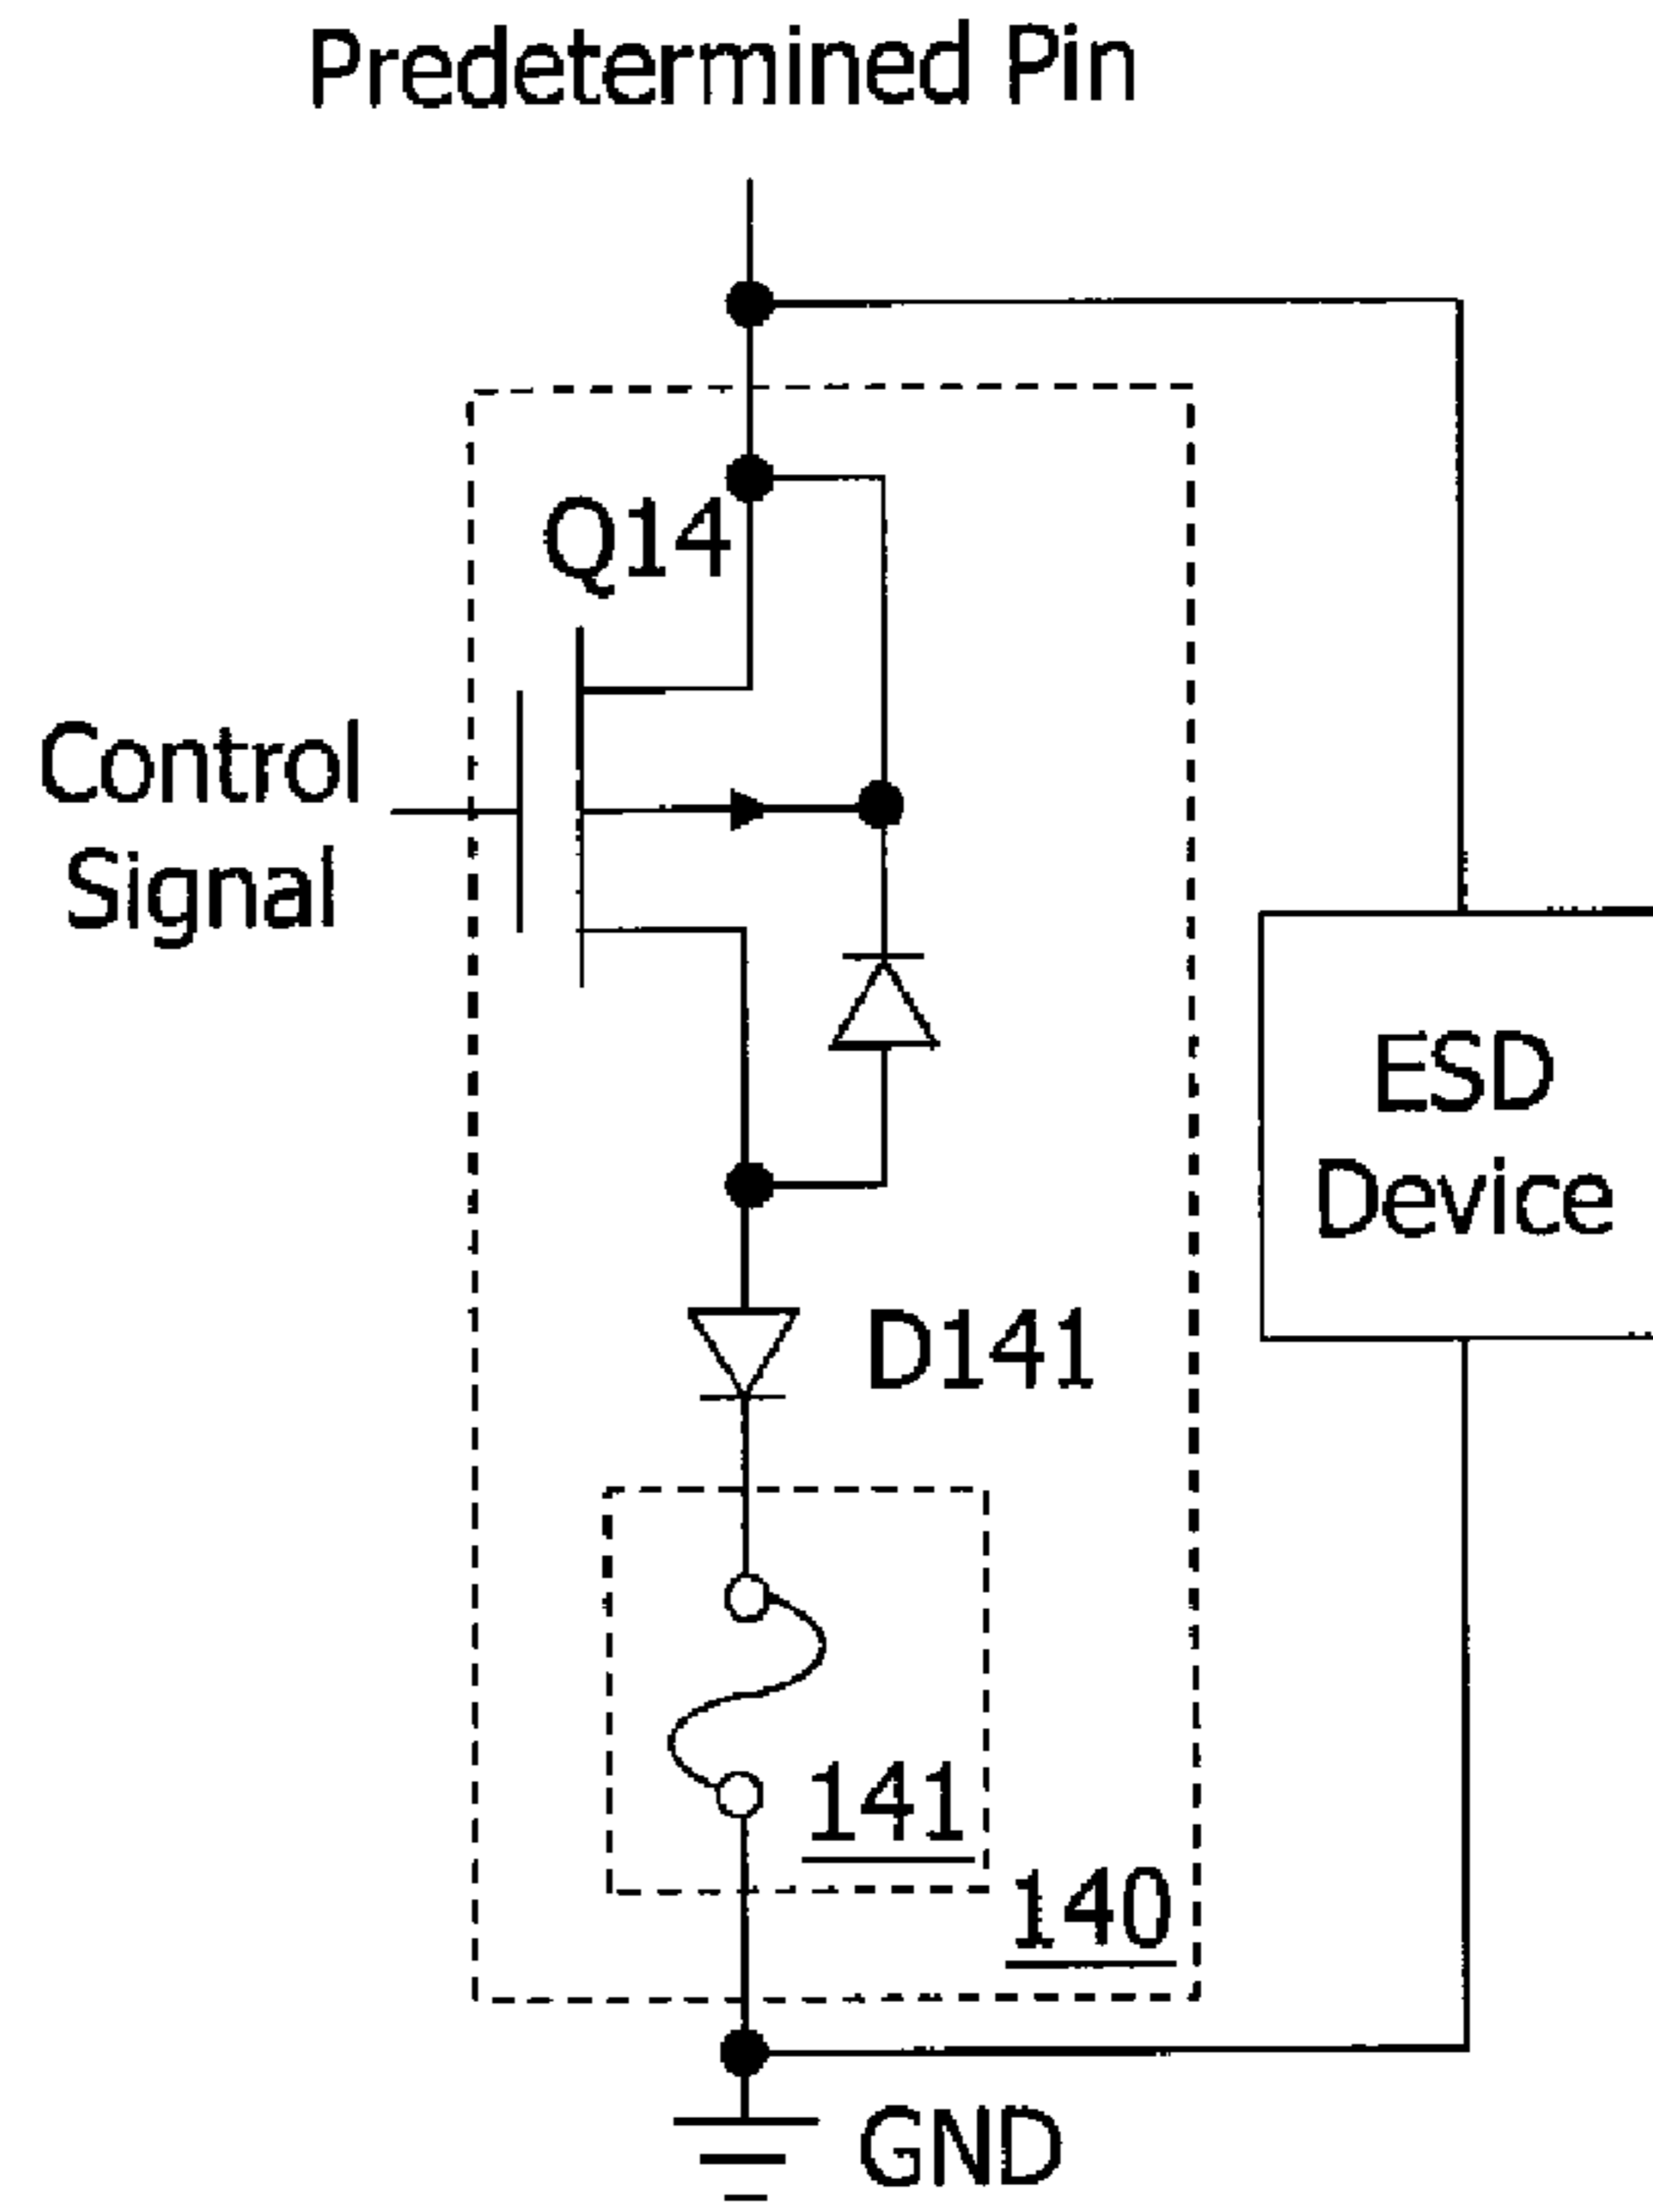 Predetermined Pin
Q14
Control
Signal
ESD
Device
D141
141
140
GND